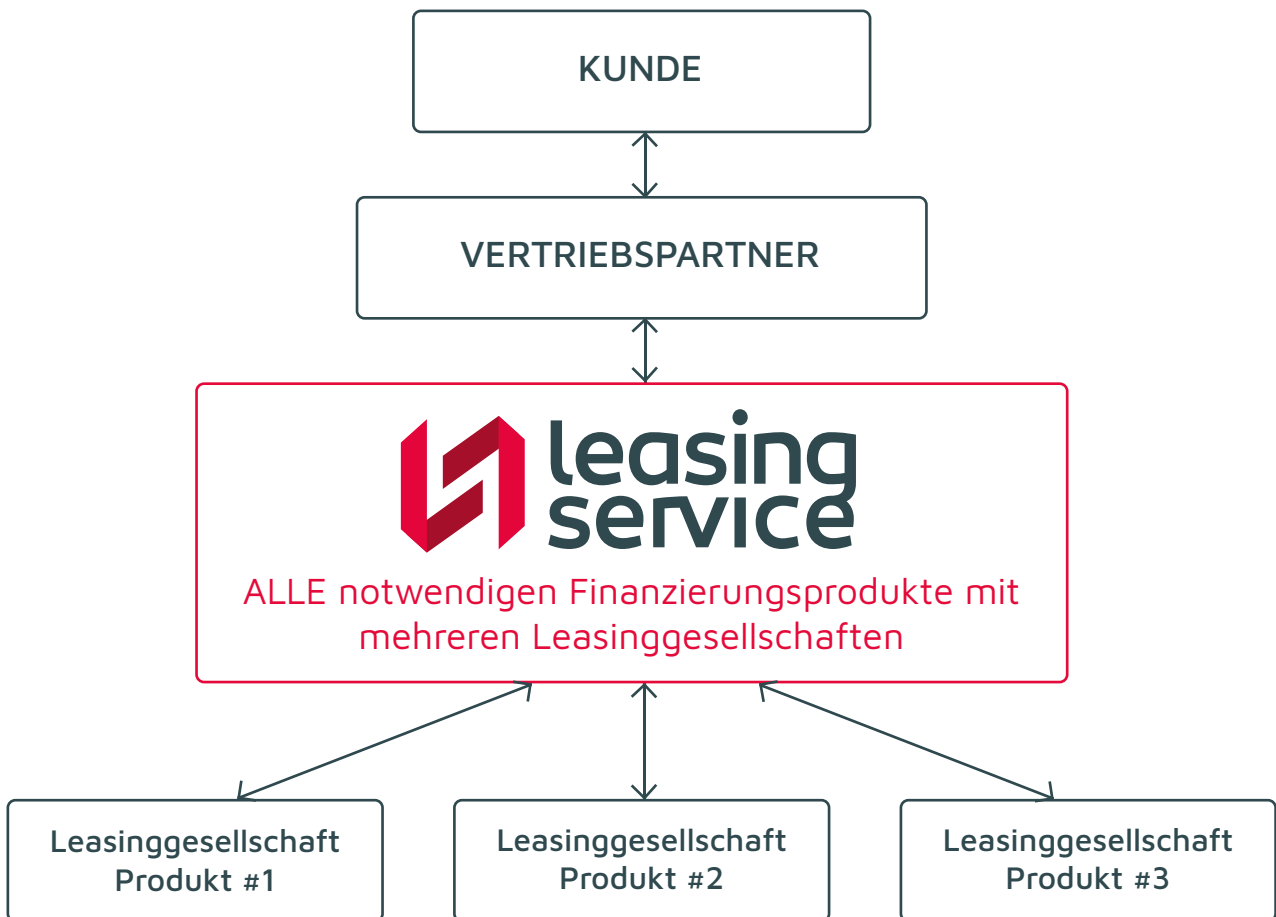 KUNDE
VERTRIEBSPARTNER
leasing
service
ALLE notwendigen Finanzierungsprodukte mit
mehreren Leasinggesellschaften
Leasinggesellschaft
Produkt #1
Leasinggesellschaft
Produkt #2
Leasinggesellschaft
Produkt #3